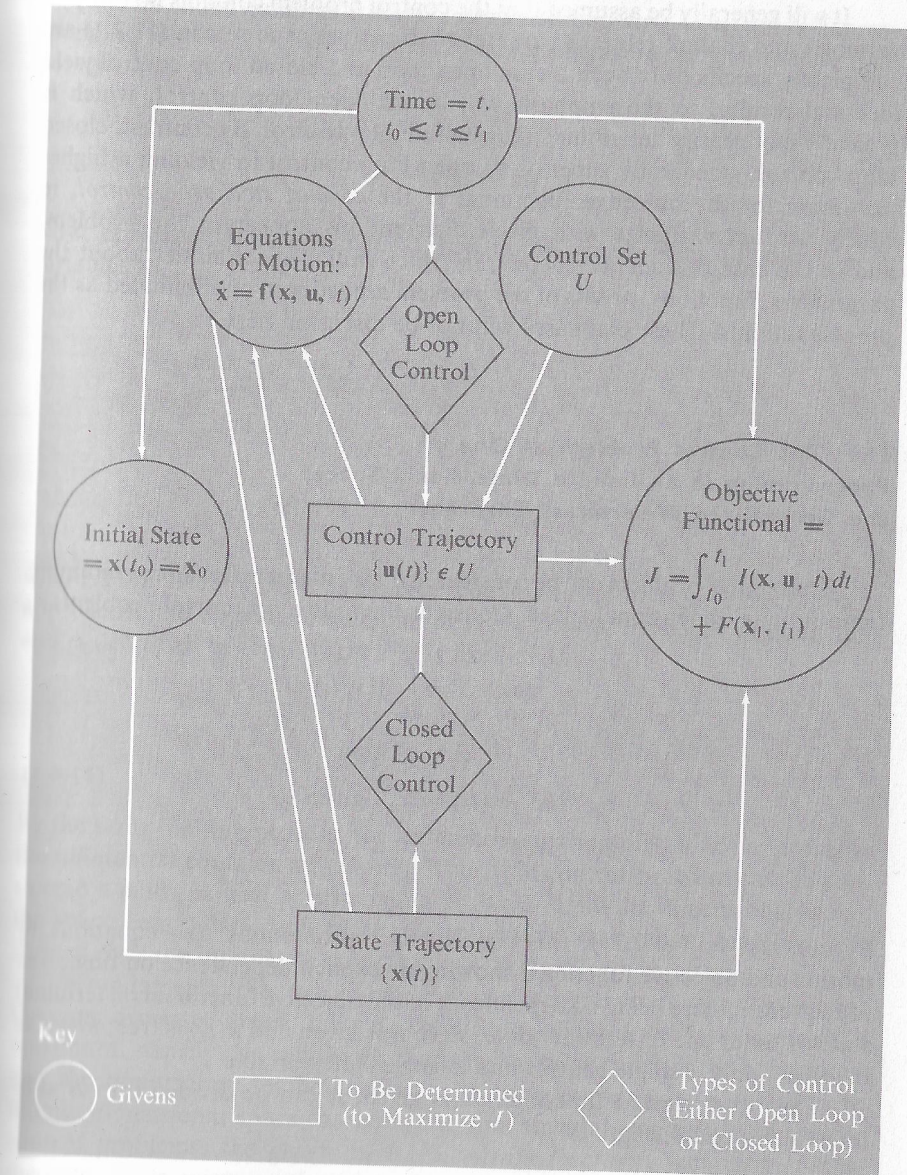 Time = t,
t₀ ≤ t ≤ t₁
Equations
of Motion:
ẋ = f(x, u, t)
Control Set
U
Open
Loop
Control
Initial State
= x(t₀) = x₀
Control Trajectory
{u(t)} ϵ U
Objective
Functional =
J = ∫ₜ₀ᵗ¹ I(x, u, t) dt
+ F(x₁, t₁)
Closed
Loop
Control
State Trajectory
{x(t)}
Key
Givens
To Be Determined
(to Maximize J)
Types of Control
(Either Open Loop
or Closed Loop)